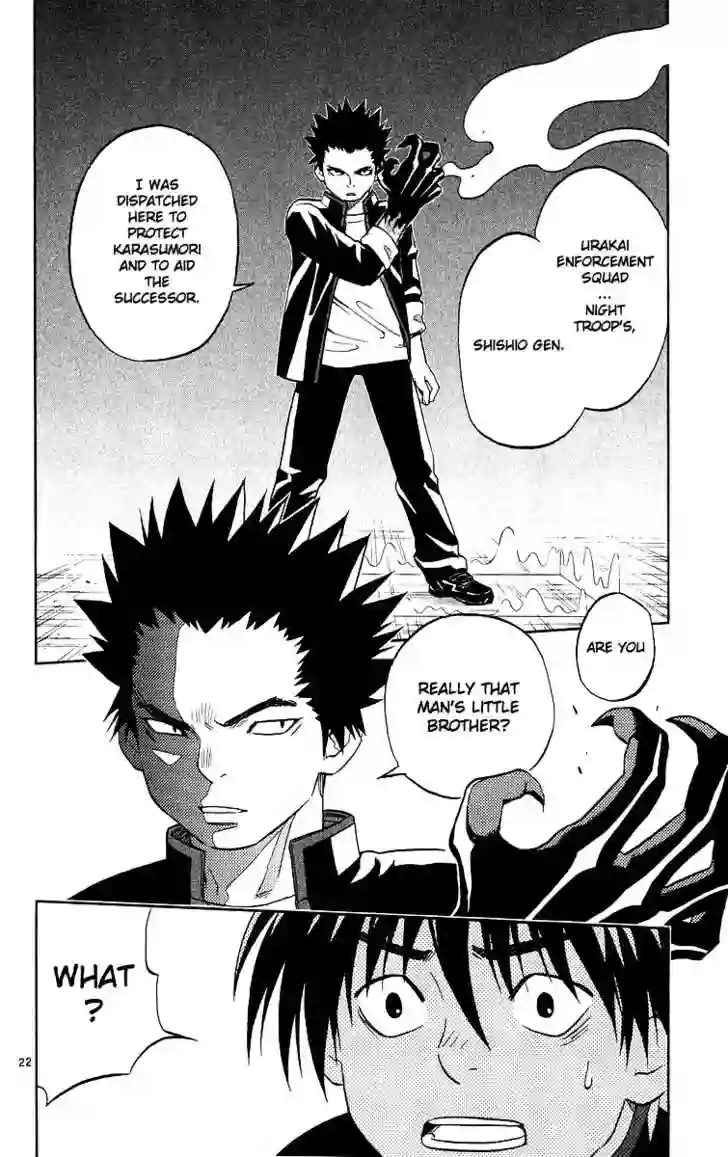 URAKAI
ENFORCEMENT
SQUAD
...
NIGHT
TROOP'S,
SHISHIO GEN.
I WAS
DISPATCHED
HERE TO
PROTECT
KARASUMORI
AND TO AID
THE
SUCCESSOR.
ARE YOU
REALLY THAT
MAN'S LITTLE
BROTHER?
WHAT
?
22